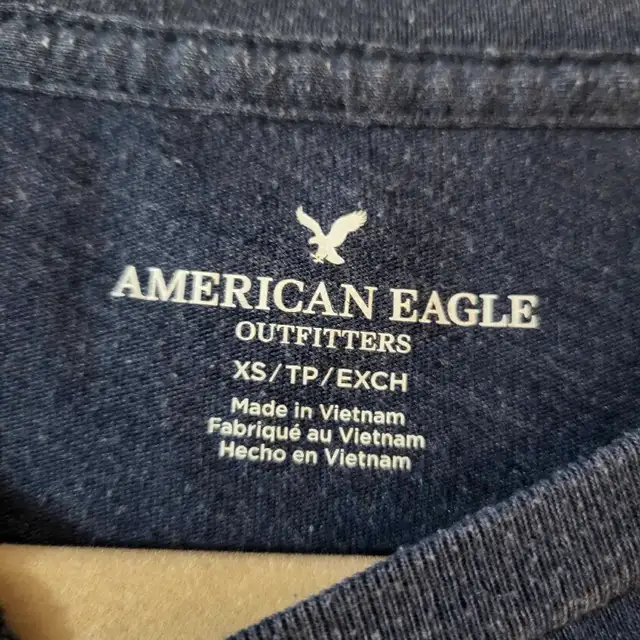 AMERICAN EAGLE
OUTFITTERS
XS/TP/EXCH
Made in Vietnam
Fabriqué au Vietnam
Hecho en Vietnam